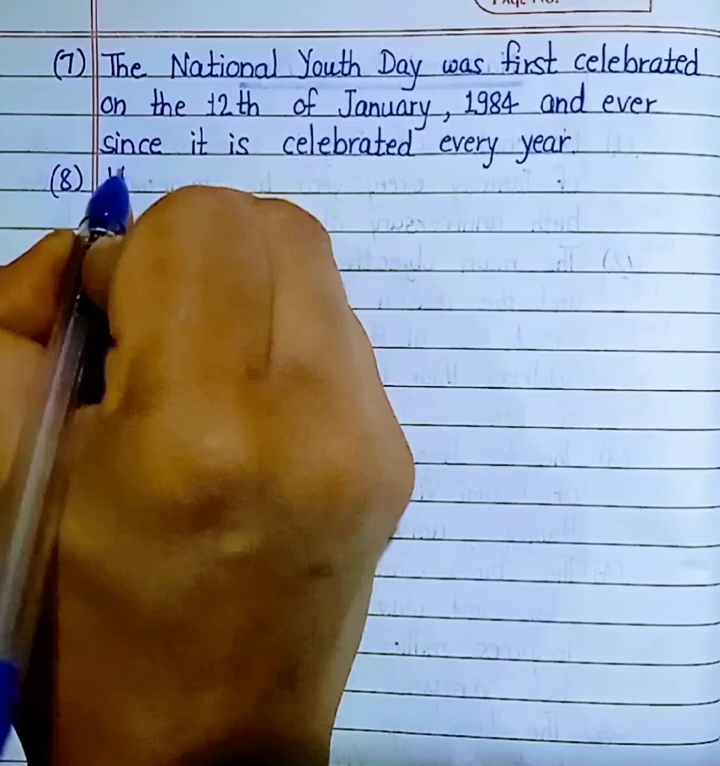 (7) The National Youth Day was first celebrated
on the 12th of January, 1984 and ever
since it is celebrated every year.
(8)